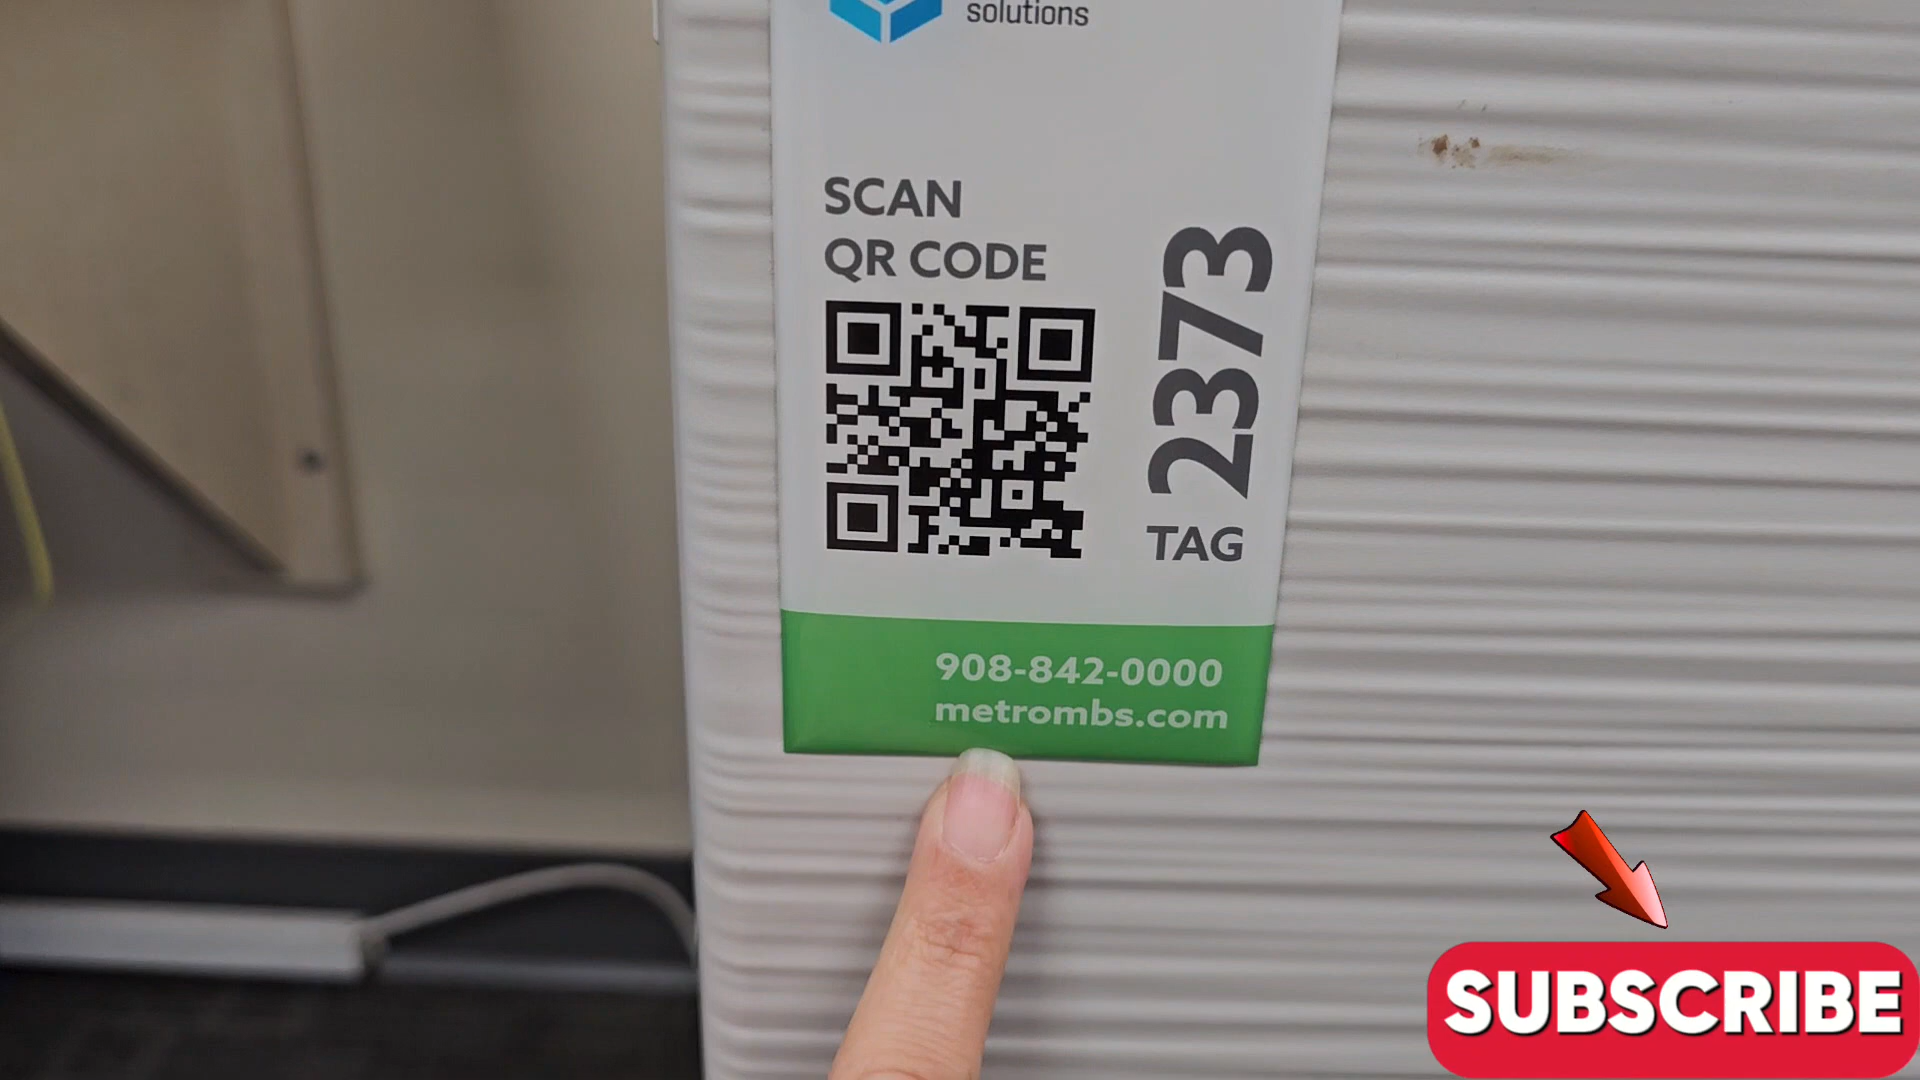 solutions
SCAN
QR CODE
2373
TAG
908-842-0000
metrombs.com
SUBSCRIBE